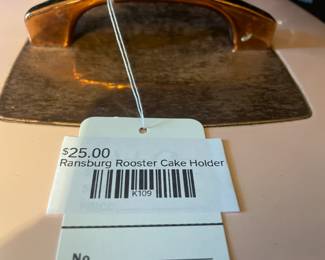 $25.00
Ransburg Rooster Cake Holder
K109
No